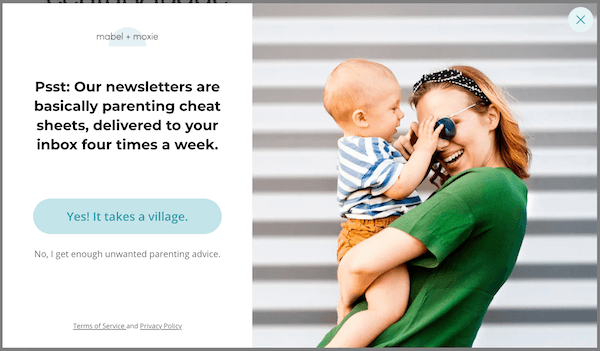 mabel + moxie
Psst: Our newsletters are
basically parenting cheat
sheets, delivered to your
inbox four times a week.
Yes! It takes a village.
No, I get enough unwanted parenting advice.
Terms of Service and Privacy Policy